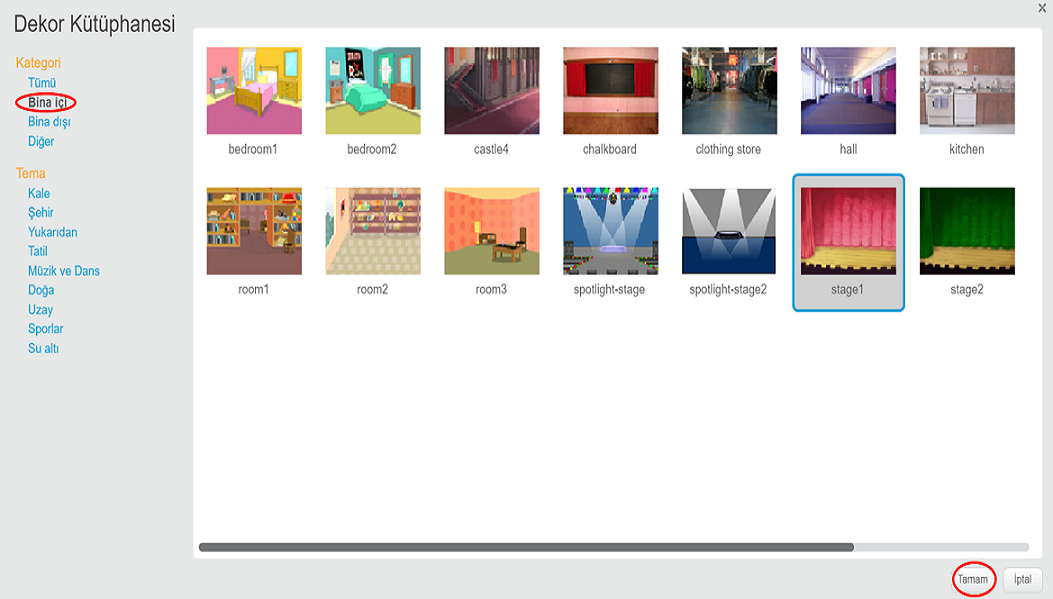 Dekor Kütüphanesi
Kategori
Tümü
Bina içi
Bina dışı
Diğer
Tema
Kale
Şehir
Yukarıdan
Tatil
Müzik ve Dans
Doğa
Uzay
Sporlar
Su altı
bedroom1 bedroom2 castle4 chalkboard clothing store hall kitchen
room1 room2 room3 spotlight-stage spotlight-stage2 stage1 stage2
Tamam İptal